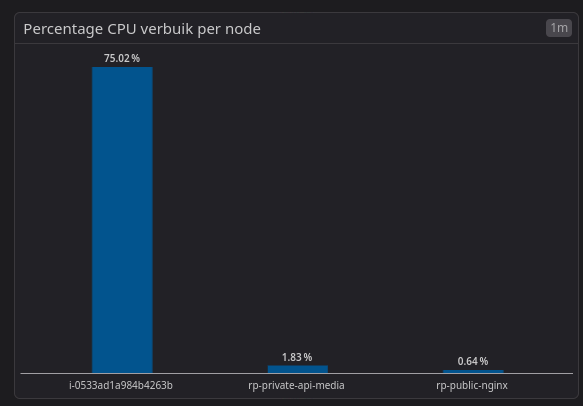 Percentage CPU verbuik per node
1m
75.02 %
1.83 %
0.64 %
i-0533ad1a984b4263b
rp-private-api-media
rp-public-nginx